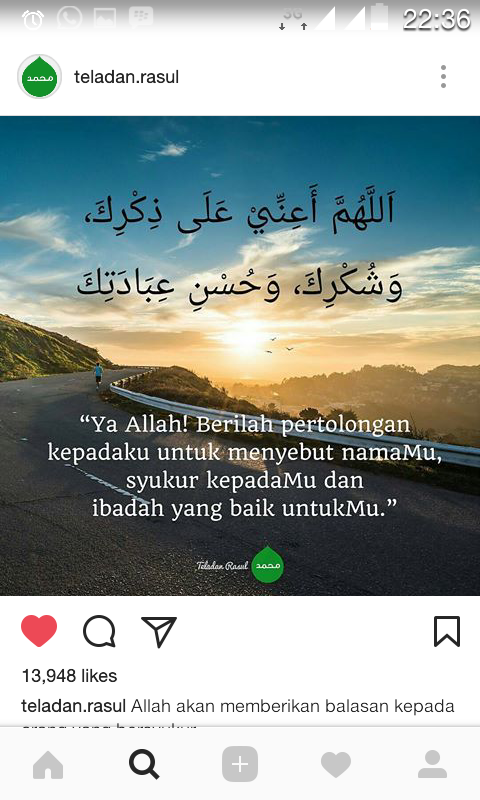 3G
22:36
محمد
teladan.rasul
اَللَّهُمَّ أَعِنِّيْ عَلَى ذِكْرِكَ،
وَشُكْرِكَ، وَحُسْنِ عِبَادَتِكَ
“Ya Allah! Berilah pertolongan
kepadaku untuk menyebut namaMu,
syukur kepadaMu dan
ibadah yang baik untukMu.”
Teladan Rasul
محمد
13,948 likes
teladan.rasul Allah akan memberikan balasan kepada